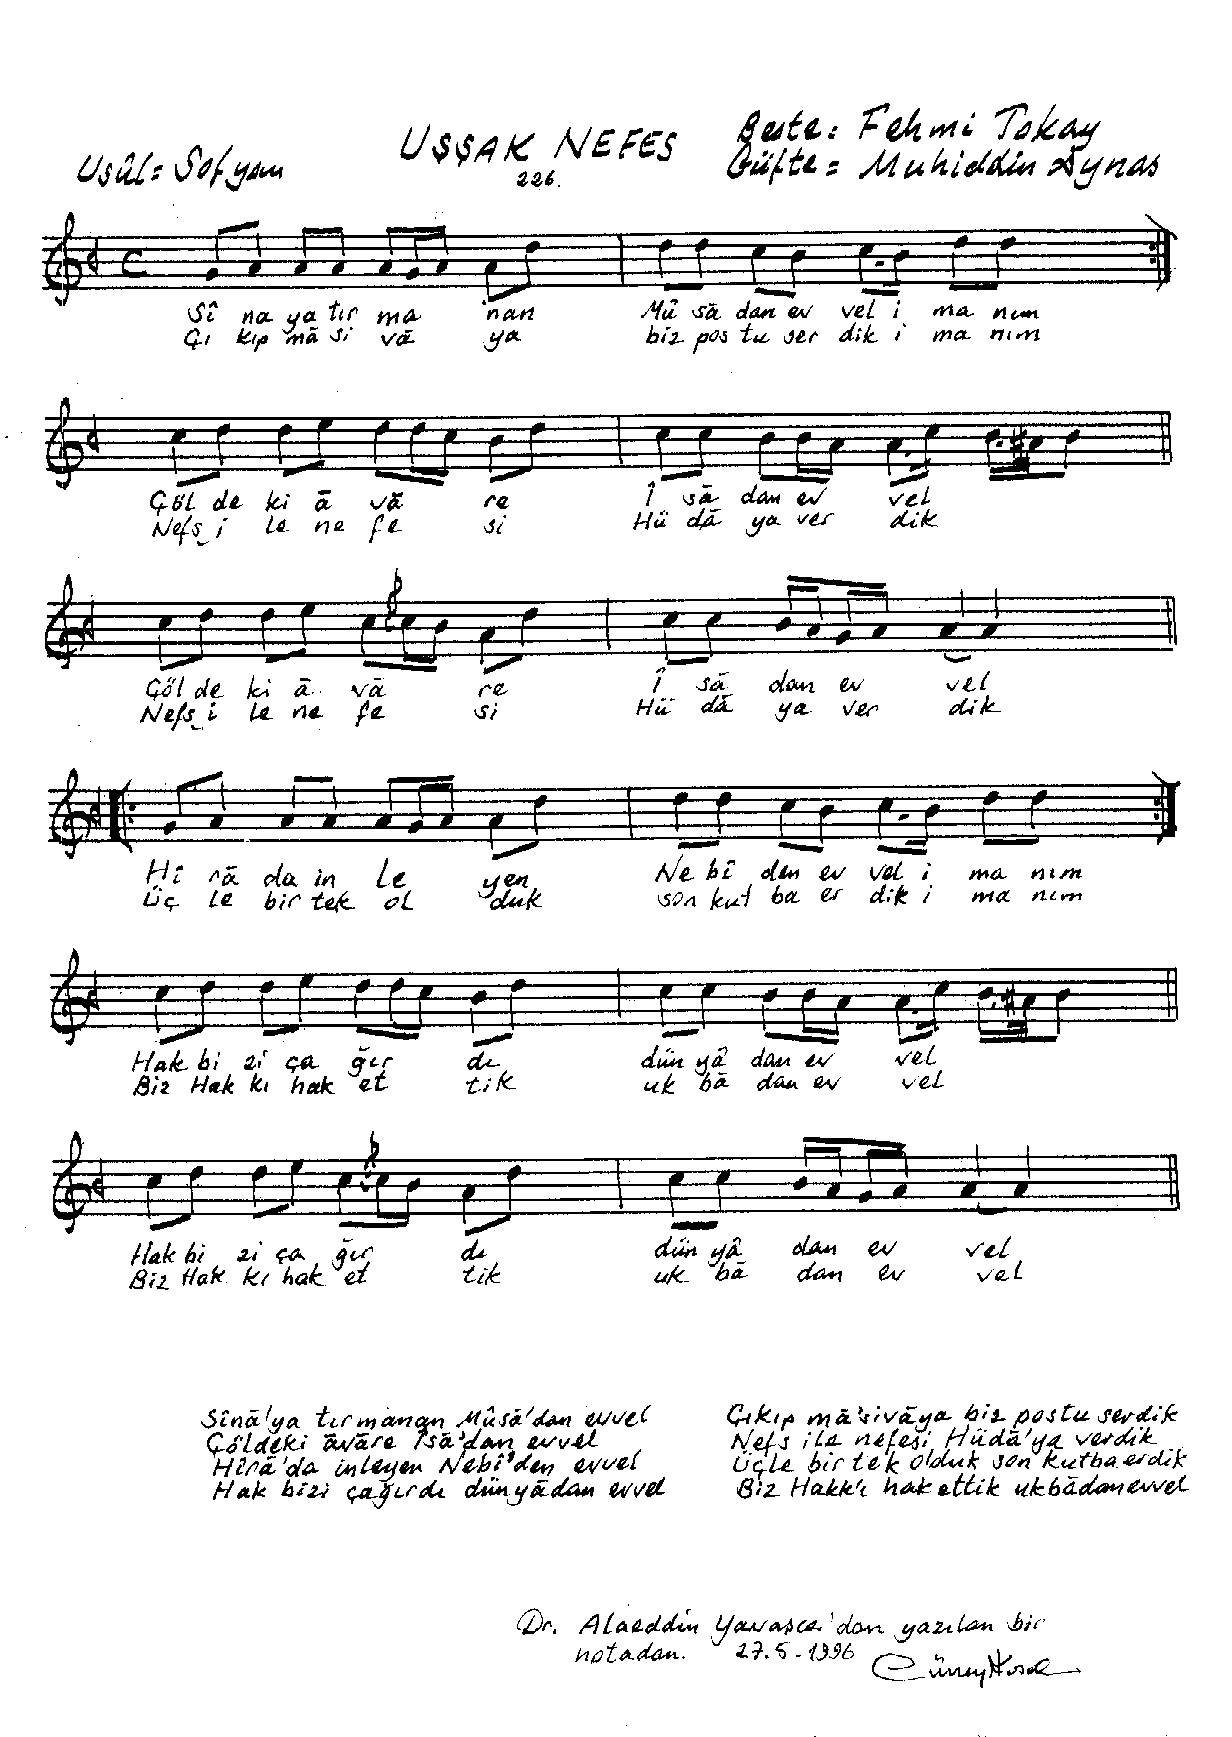 Usûl = Sofyan
UŞŞAK NEFES
226.
Beste: Fehmi Tokay
Güfte = Muhiddin Aynas
Sî na ya tır ma nan Mû sâ dan ev vel i ma nım
Çı kıp mâ si vâ ya biz pos tu ser dik i ma nım
Çöl de ki â vâ re Î sâ dan ev vel
Nefs i le ne fe si Hü dâ ya ver dik
Çöl de ki â vâ re Î sâ dan ev vel
Nefs i le ne fe si Hü dâ ya ver dik
Hî râ da in le yen Ne bî den ev vel i ma nım
Üç le bir tek ol duk son kut ba er dik i ma nım
Hak bi zi ça ğır dı dün yâ dan ev vel
Biz Hak kı hak et tik uk bâ dan ev vel
Hak bi zi ça ğır dı dün yâ dan ev vel
Biz Hak kı hak et tik uk bâ dan ev vel
Sînâ'ya tırmanan Mûsâ'dan evvel
Çöldeki âvâre Îsâ'dan evvel
Hîrâ'da inleyen Nebî'den evvel
Hak bizi çağırdı dünyâdan evvel
Çıkıp mâ'sivâya biz postu serdik
Nefs ile nefesi Hüdâ'ya verdik
Üçle bir tek olduk son kutba erdik
Biz Hakk'ı hak ettik ukbâdan evvel
Dr. Alaeddin Yavaşca'dan yazılan bir
notadan. 27.5.1996